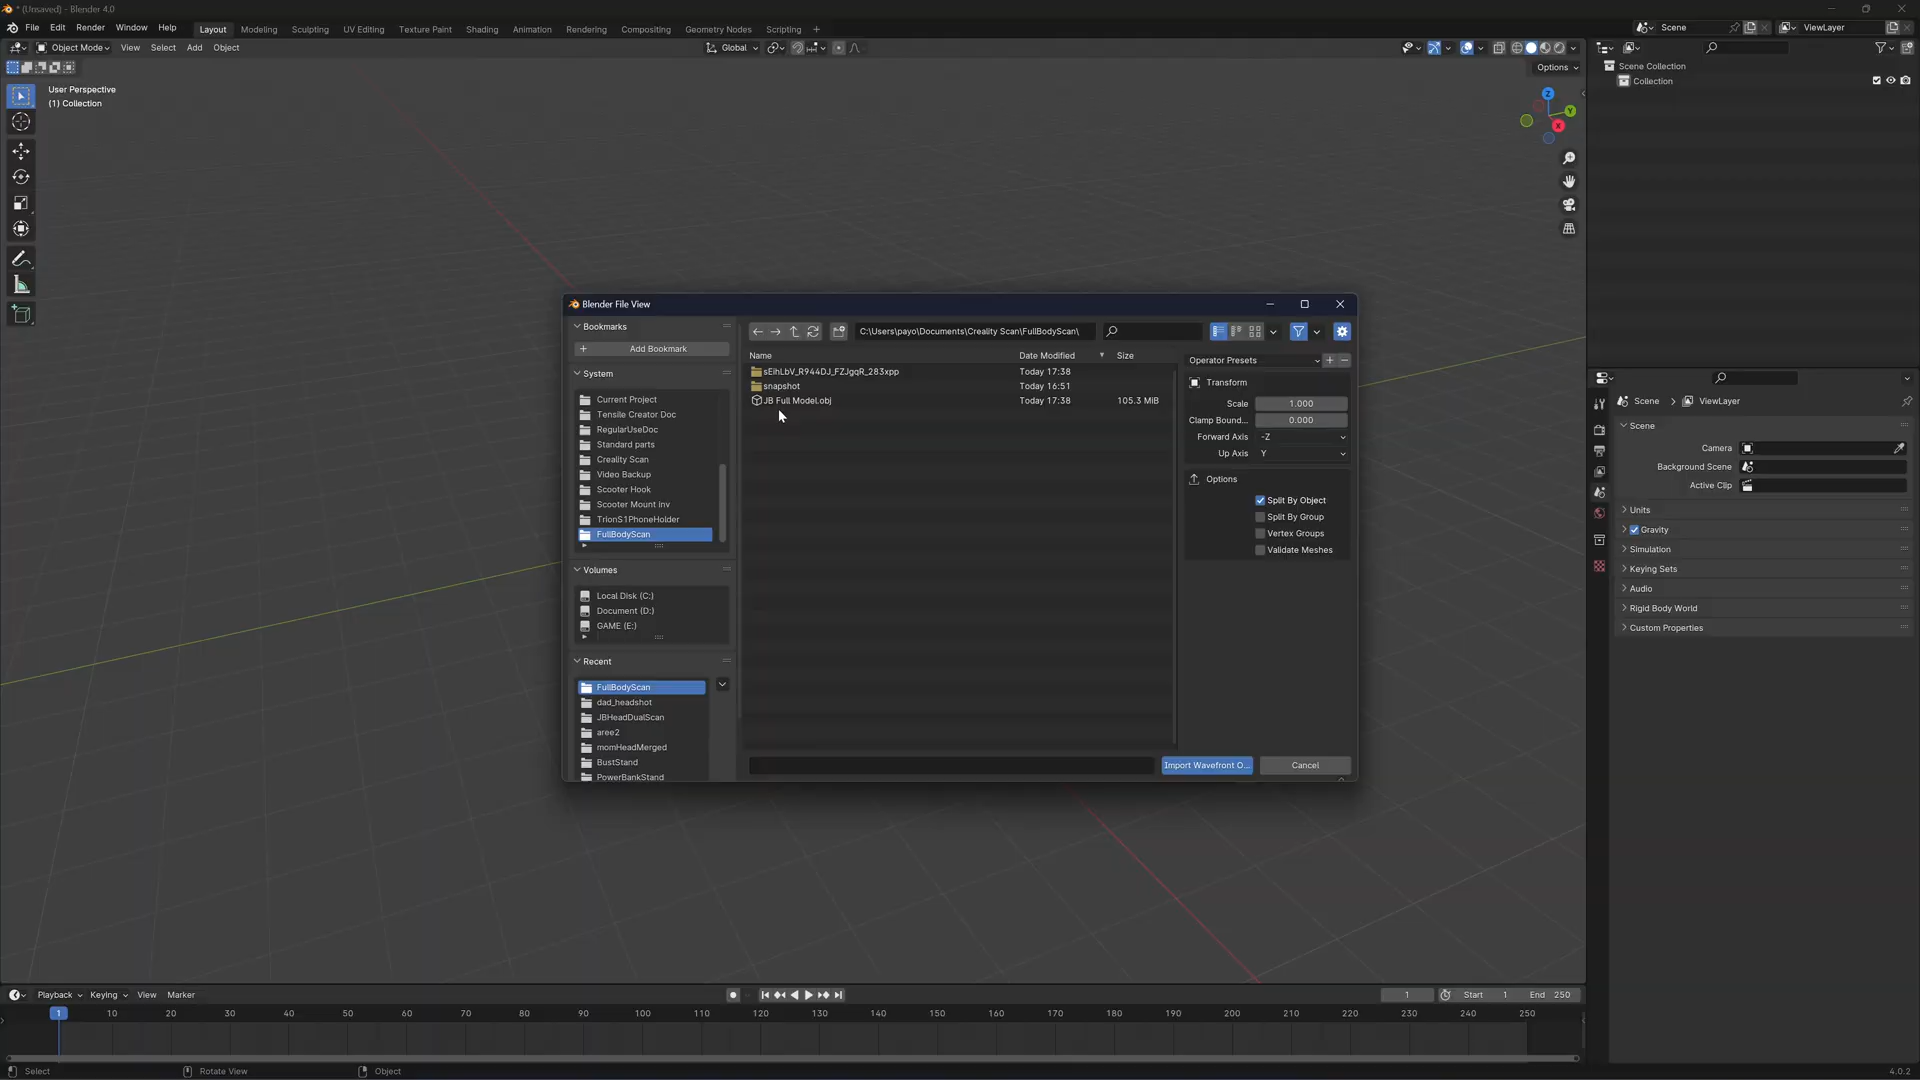 * (Unsaved) - Blender 4.0
File Edit Render Window Help
Layout Modeling Sculpting UV Editing Texture Paint Shading Animation Rendering Compositing Geometry Nodes Scripting +
Scene ViewLayer
Object Mode View Select Add Object
Global
Options
User Perspective
(1) Collection
Z
Y
X
Scene Collection
Collection
Blender File View
Bookmarks
Add Bookmark
System
Current Project
Tensile Creator Doc
RegularUseDoc
Standard parts
Creality Scan
Video Backup
Scooter Hook
Scooter Mount inv
TrionS1PhoneHolder
FullBodyScan
Volumes
Local Disk (C:)
Document (D:)
GAME (E:)
Recent
FullBodyScan
dad_headshot
JBHeadDualScan
aree2
momHeadMerged
BustStand
PowerBankStand
C:\Users\payo\Documents\Creality Scan\FullBodyScan\
Name Date Modified Size
sEihLbV_R944DJ_FZJgqR_283xpp Today 17:38
snapshot Today 16:51
JB Full Model.obj Today 17:38 105.3 MiB
Operator Presets
Transform
Scale 1.000
Clamp Bound... 0.000
Forward Axis -Z
Up Axis Y
Options
Split By Object
Split By Group
Vertex Groups
Validate Meshes
Import Wavefront O...
Cancel
Scene ViewLayer
Scene
Camera
Background Scene
Active Clip
Units
Gravity
Simulation
Keying Sets
Audio
Rigid Body World
Custom Properties
Playback Keying View Marker
1 Start 1 End 250
1 10 20 30 40 50 60 70 80 90 100 110 120 130 140 150 160 170 180 190 200 210 220 230 240 250
Select Rotate View Object
4.0.2